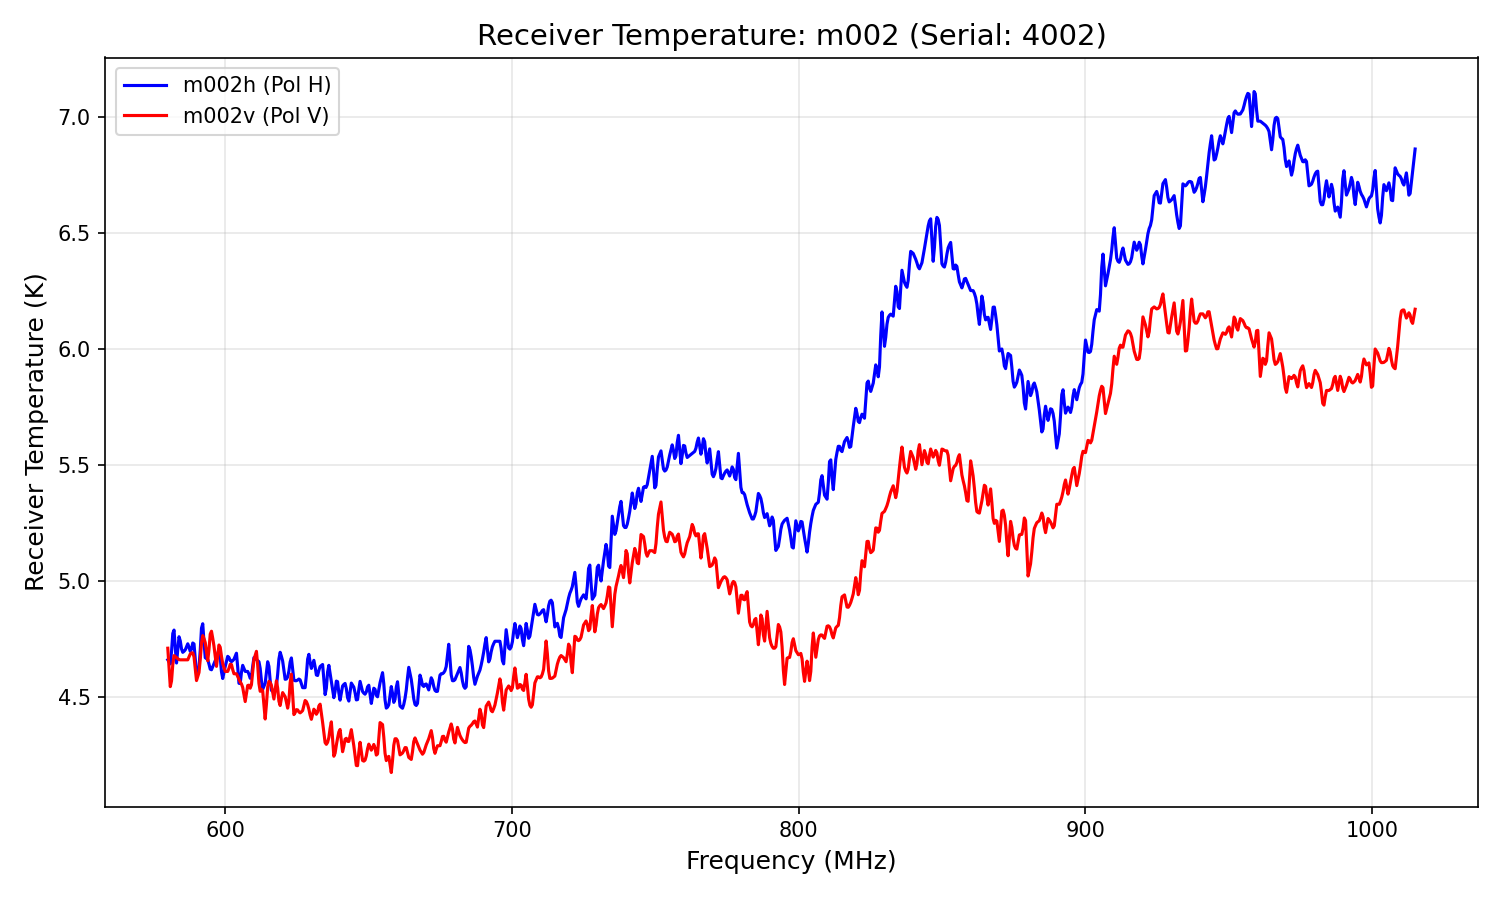 Receiver Temperature: m002 (Serial: 4002)
m002h (Pol H)
m002v (Pol V)
Receiver Temperature (K)
7.0
6.5
6.0
5.5
5.0
4.5
600 700 800 900 1000
Frequency (MHz)